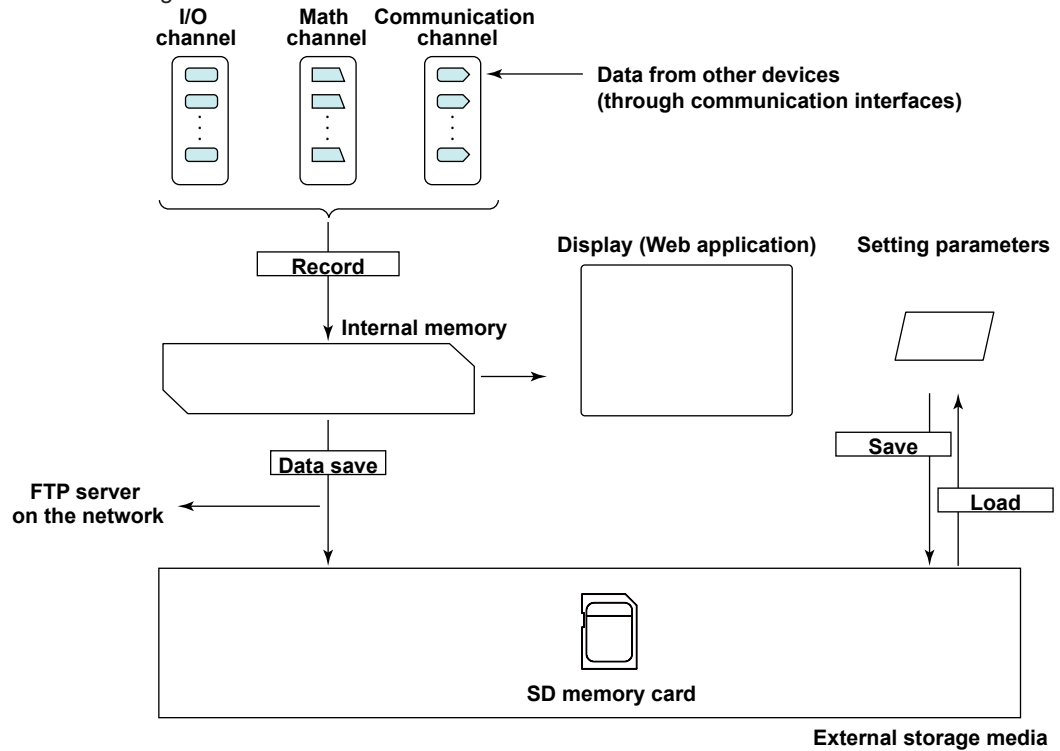 I/O
channel
Math
channel
Communication
channel
Data from other devices
(through communication interfaces)
Record
Display (Web application)
Setting parameters
Internal memory
Save
Data save
FTP server
on the network
Load
SD memory card
External storage media